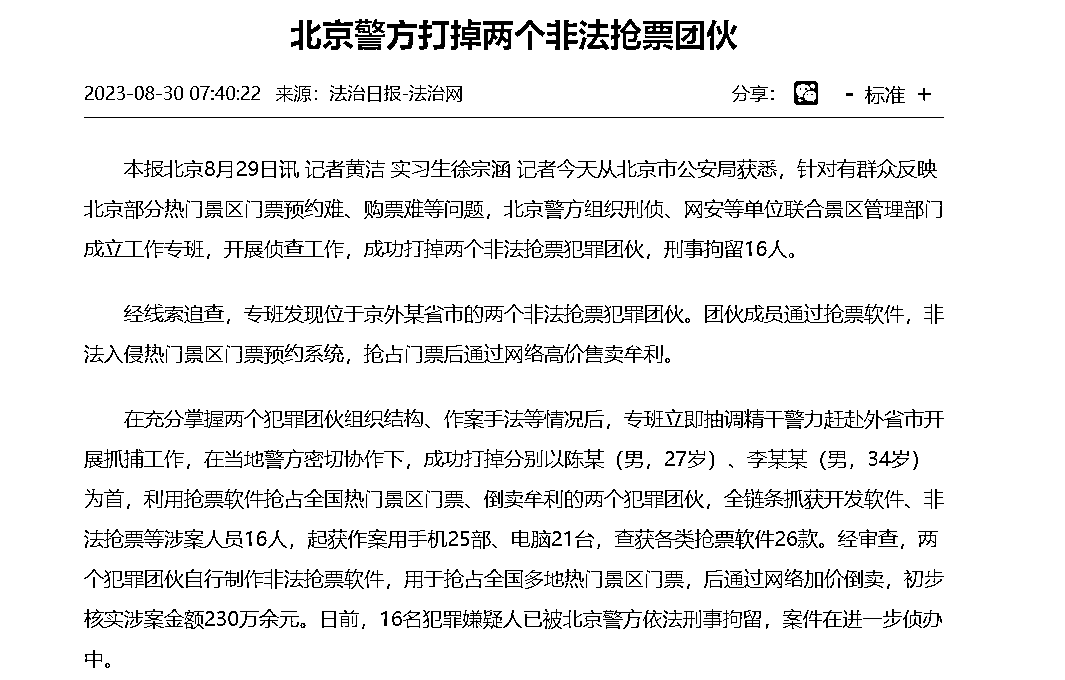 北京警方打掉两个非法抢票团伙
2023-08-30 07:40:22 来源：法治日报-法治网 分享： - 标准 +
本报北京8月29日讯 记者黄洁 实习生徐宗涵 记者今天从北京市公安局获悉，针对有群众反映
北京部分热门景区门票预约难、购票难等问题，北京警方组织刑侦、网安等单位联合景区管理部门
成立工作专班，开展侦查工作，成功打掉两个非法抢票犯罪团伙，刑事拘留16人。
经线索追查，专班发现位于京外某省市的两个非法抢票犯罪团伙。团伙成员通过抢票软件，非
法入侵热门景区门票预约系统，抢占门票后通过网络高价售卖牟利。
在充分掌握两个犯罪团伙组织结构、作案手法等情况后，专班立即抽调精干警力赶赴外省市开
展抓捕工作，在当地警方密切协作下，成功打掉分别以陈某（男，27岁）、李某某（男，34岁）
为首，利用抢票软件抢占全国热门景区门票、倒卖牟利的两个犯罪团伙，全链条抓获开发软件、非
法抢票等涉案人员16人，起获作案用手机25部、电脑21台，查获各类抢票软件26款。经审查，两
个犯罪团伙自行制作非法抢票软件，用于抢占全国多地热门景区门票，后通过网络加价倒卖，初步
核实涉案金额230万余元。日前，16名犯罪嫌疑人已被北京警方依法刑事拘留，案件在进一步侦办
中。